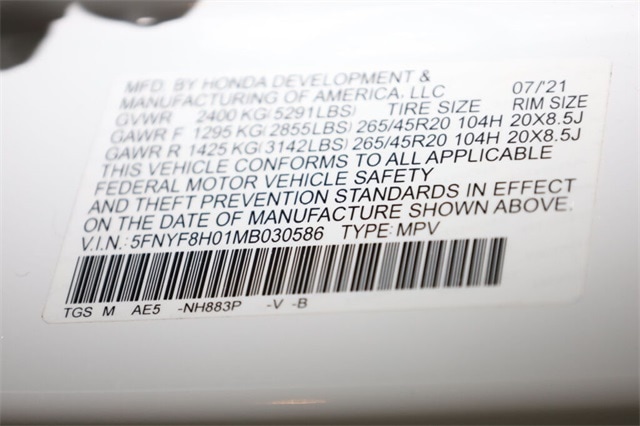 MFD. BY HONDA DEVELOPMENT &
MANUFACTURING OF AMERICA, LLC 07/'21
GVWR 2400 KG(5291LBS) TIRE SIZE RIM SIZE
GAWR F 1295 KG(2855LBS) 265/45R20 104H 20X8.5J
GAWR R 1425 KG(3142LBS) 265/45R20 104H 20X8.5J
THIS VEHICLE CONFORMS TO ALL APPLICABLE
FEDERAL MOTOR VEHICLE SAFETY
AND THEFT PREVENTION STANDARDS IN EFFECT
ON THE DATE OF MANUFACTURE SHOWN ABOVE.
V.I.N.: 5FNYF8H01MB030586 TYPE: MPV
TGS M AE5 -NH883P -V -B